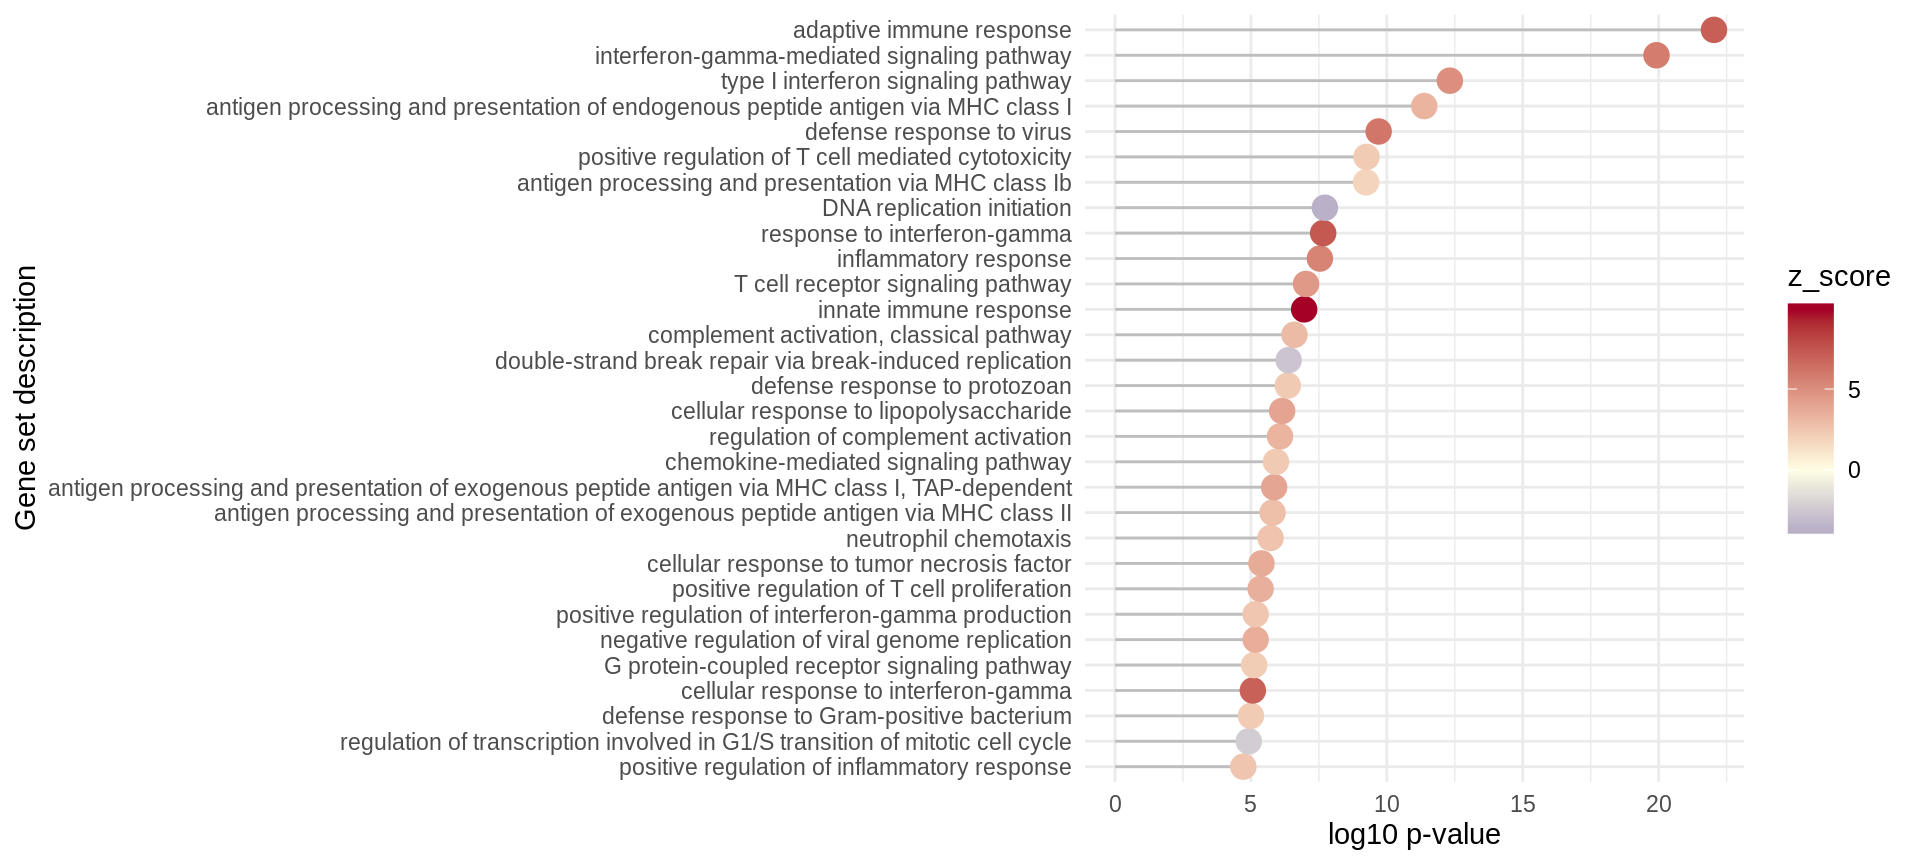 adaptive immune response
interferon-gamma-mediated signaling pathway
type I interferon signaling pathway
antigen processing and presentation of endogenous peptide antigen via MHC class I
defense response to virus
positive regulation of T cell mediated cytotoxicity
antigen processing and presentation via MHC class Ib
DNA replication initiation
response to interferon-gamma
inflammatory response
T cell receptor signaling pathway
innate immune response
complement activation, classical pathway
double-strand break repair via break-induced replication
defense response to protozoan
cellular response to lipopolysaccharide
regulation of complement activation
chemokine-mediated signaling pathway
antigen processing and presentation of exogenous peptide antigen via MHC class I, TAP-dependent
antigen processing and presentation of exogenous peptide antigen via MHC class II
neutrophil chemotaxis
cellular response to tumor necrosis factor
positive regulation of T cell proliferation
positive regulation of interferon-gamma production
negative regulation of viral genome replication
G protein-coupled receptor signaling pathway
cellular response to interferon-gamma
defense response to Gram-positive bacterium
regulation of transcription involved in G1/S transition of mitotic cell cycle
positive regulation of inflammatory response
Gene set description
0 5 10 15 20
log10 p-value
z_score
5
0